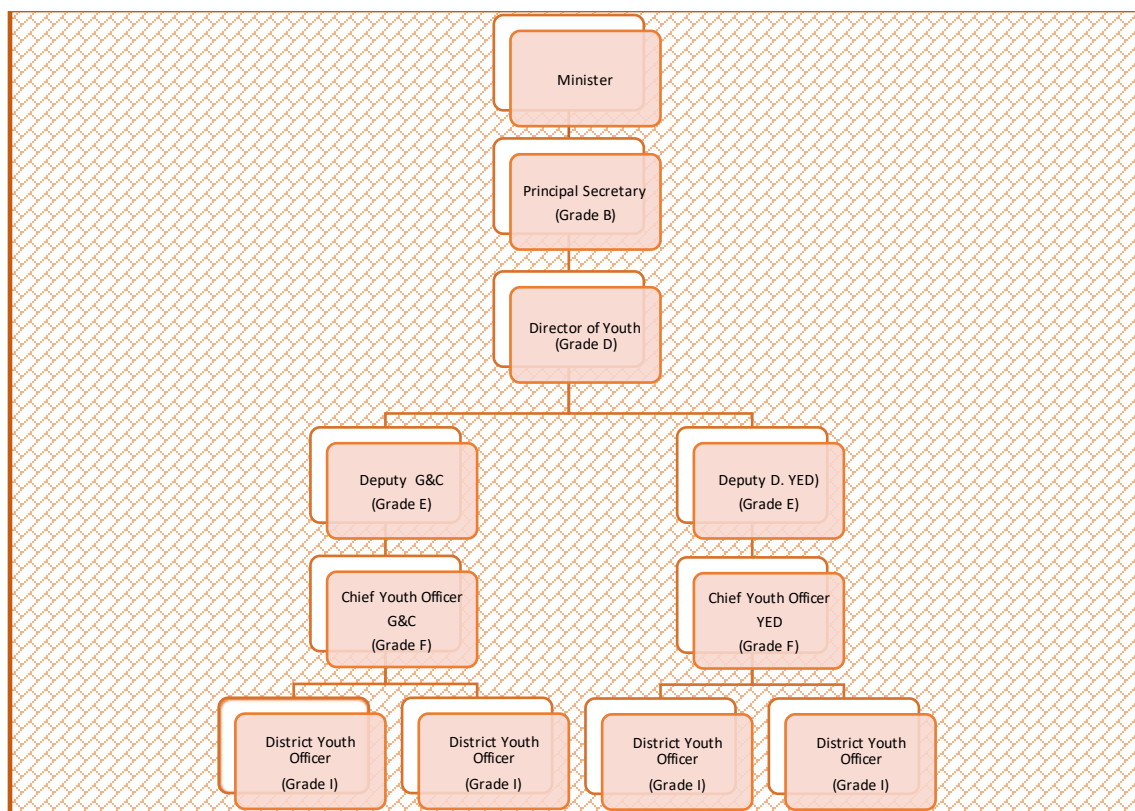 Minister
Principal Secretary
(Grade B)
Director of Youth
(Grade D)
Deputy G&C
(Grade E)
Deputy D. YED)
(Grade E)
Chief Youth Officer
G&C
(Grade F)
Chief Youth Officer
YED
(Grade F)
District Youth
Officer
(Grade I)
District Youth
Officer
(Grade I)
District Youth
Officer
(Grade I)
District Youth
Officer
(Grade I)